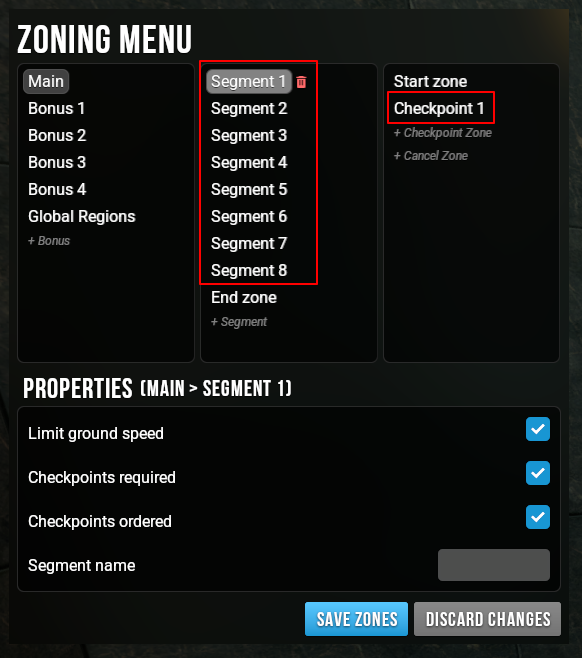 ZONING MENU
Main
Bonus 1
Bonus 2
Bonus 3
Bonus 4
Global Regions
+ Bonus
Segment 1
Segment 2
Segment 3
Segment 4
Segment 5
Segment 6
Segment 7
Segment 8
End zone
+ Segment
Start zone
Checkpoint 1
+ Checkpoint Zone
+ Cancel Zone
PROPERTIES (MAIN > SEGMENT 1)
Limit ground speed
Checkpoints required
Checkpoints ordered
Segment name
SAVE ZONES DISCARD CHANGES